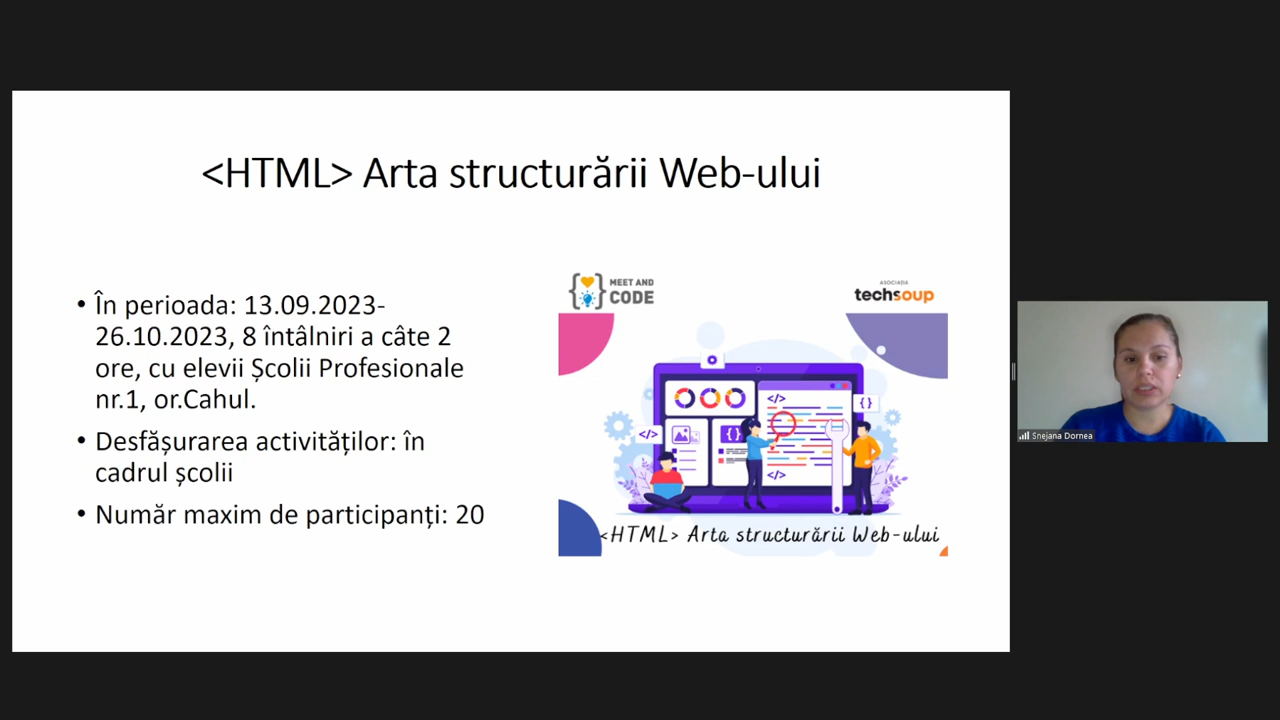 <HTML> Arta structurării Web-ului
• În perioada: 13.09.2023-
26.10.2023, 8 întâlniri a câte 2
ore, cu elevii Școlii Profesionale
nr.1, or.Cahul.
• Desfășurarea activităților: în
cadrul școlii
• Număr maxim de participanți: 20
MEET AND
CODE
ASOCIAȚIA
techsoup
</>
{ }
</>
{ }
</>
<HTML> Arta structurării Web-ului
Snejana Dornea